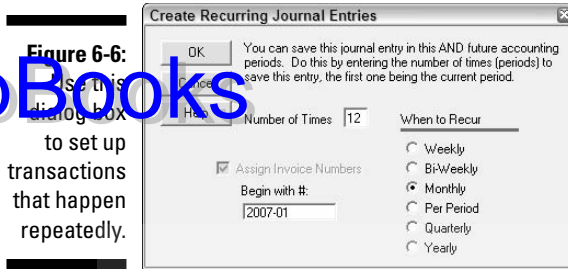 Figure 6-6:
Use this
dialog box
to set up
transactions
that happen
repeatedly.
Books
Create Recurring Journal Entries
OK
Cancel
Help
You can save this journal entry in this AND future accounting
periods. Do this by entering the number of times (periods) to
save this entry, the first one being the current period.
Number of Times 12
When to Recur
Weekly
Bi-Weekly
Monthly
Per Period
Quarterly
Yearly
Assign Invoice Numbers
Begin with #:
2007-01